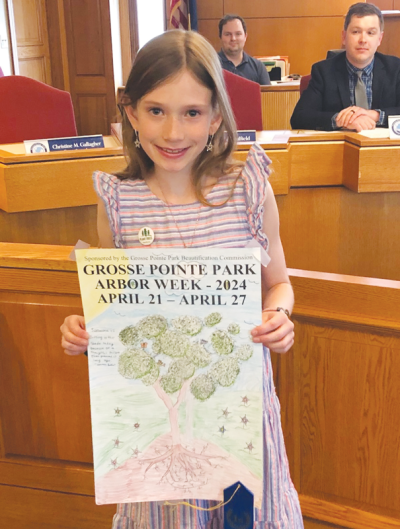 Christine M. Gallagher
field
Sponsored by the Grosse Pointe Park Beautification Commission
GROSSE POINTE PARK
ARBOR WEEK - 2024
APRIL 21 – APRIL 27